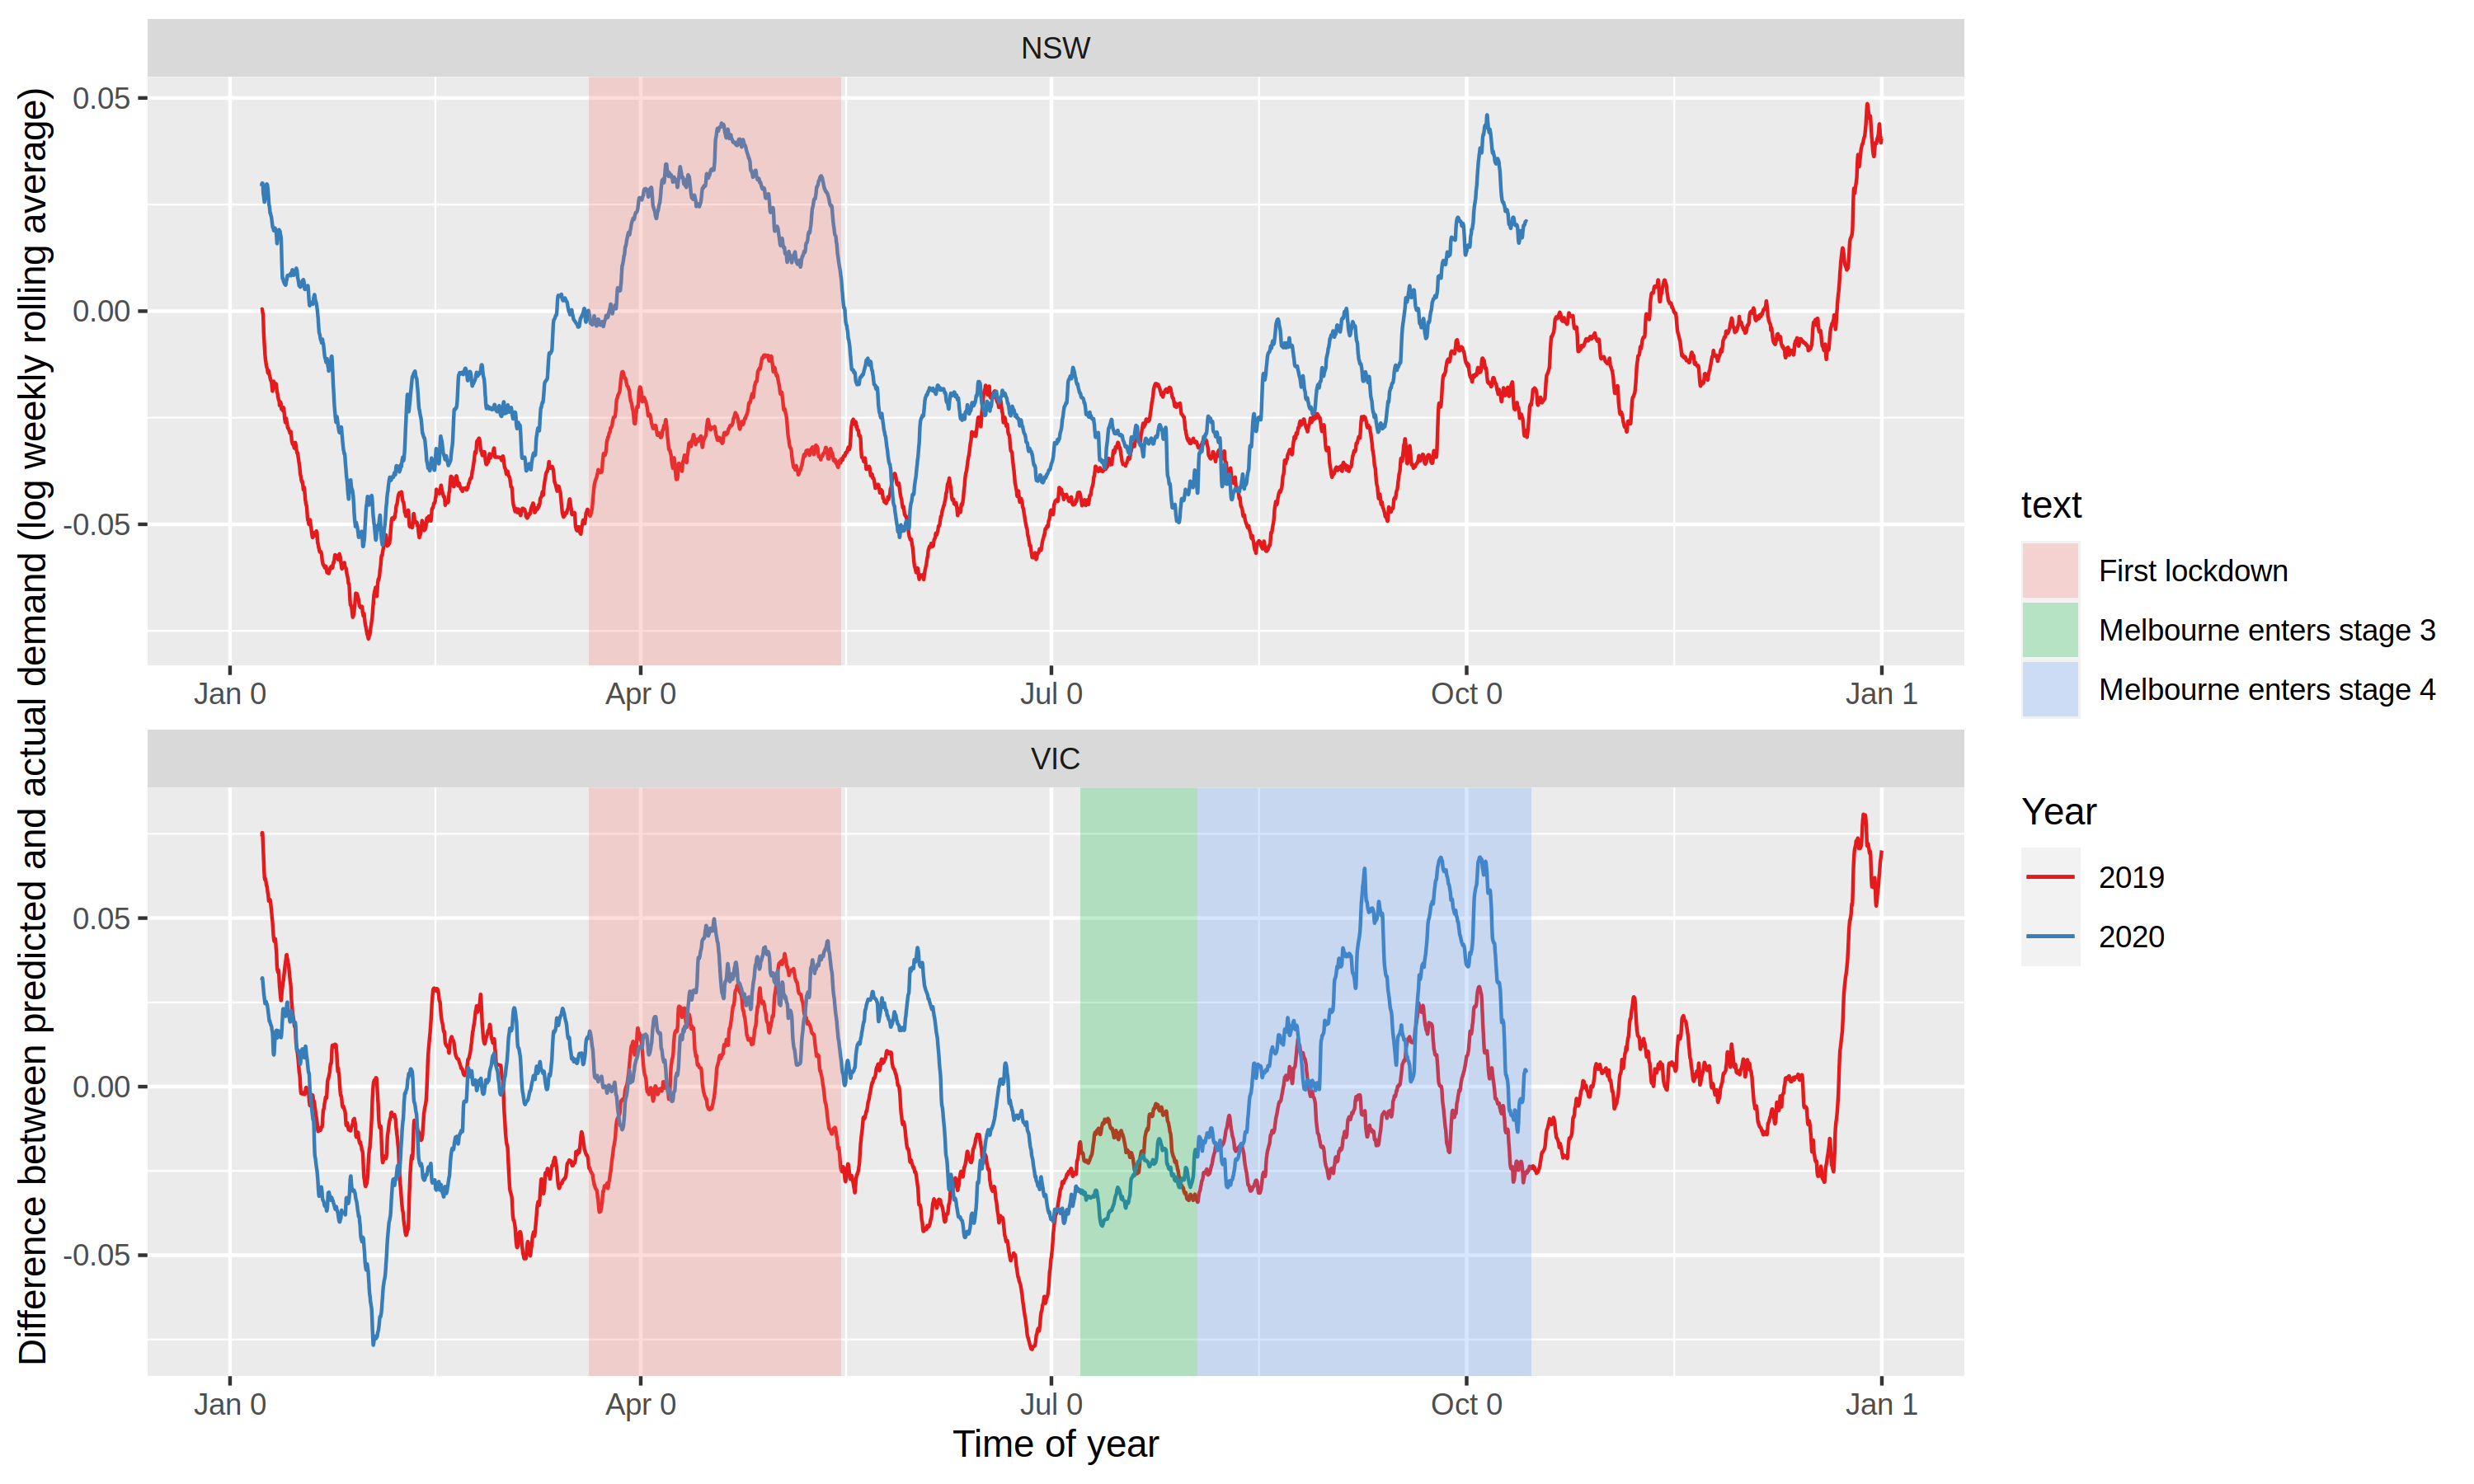 Difference between predicted and actual demand (log weekly rolling average)
NSW
0.05
0.00
-0.05
Jan 0 Apr 0 Jul 0 Oct 0 Jan 1
VIC
0.05
0.00
-0.05
Jan 0 Apr 0 Jul 0 Oct 0 Jan 1
Time of year
text
First lockdown
Melbourne enters stage 3
Melbourne enters stage 4
Year
2019
2020